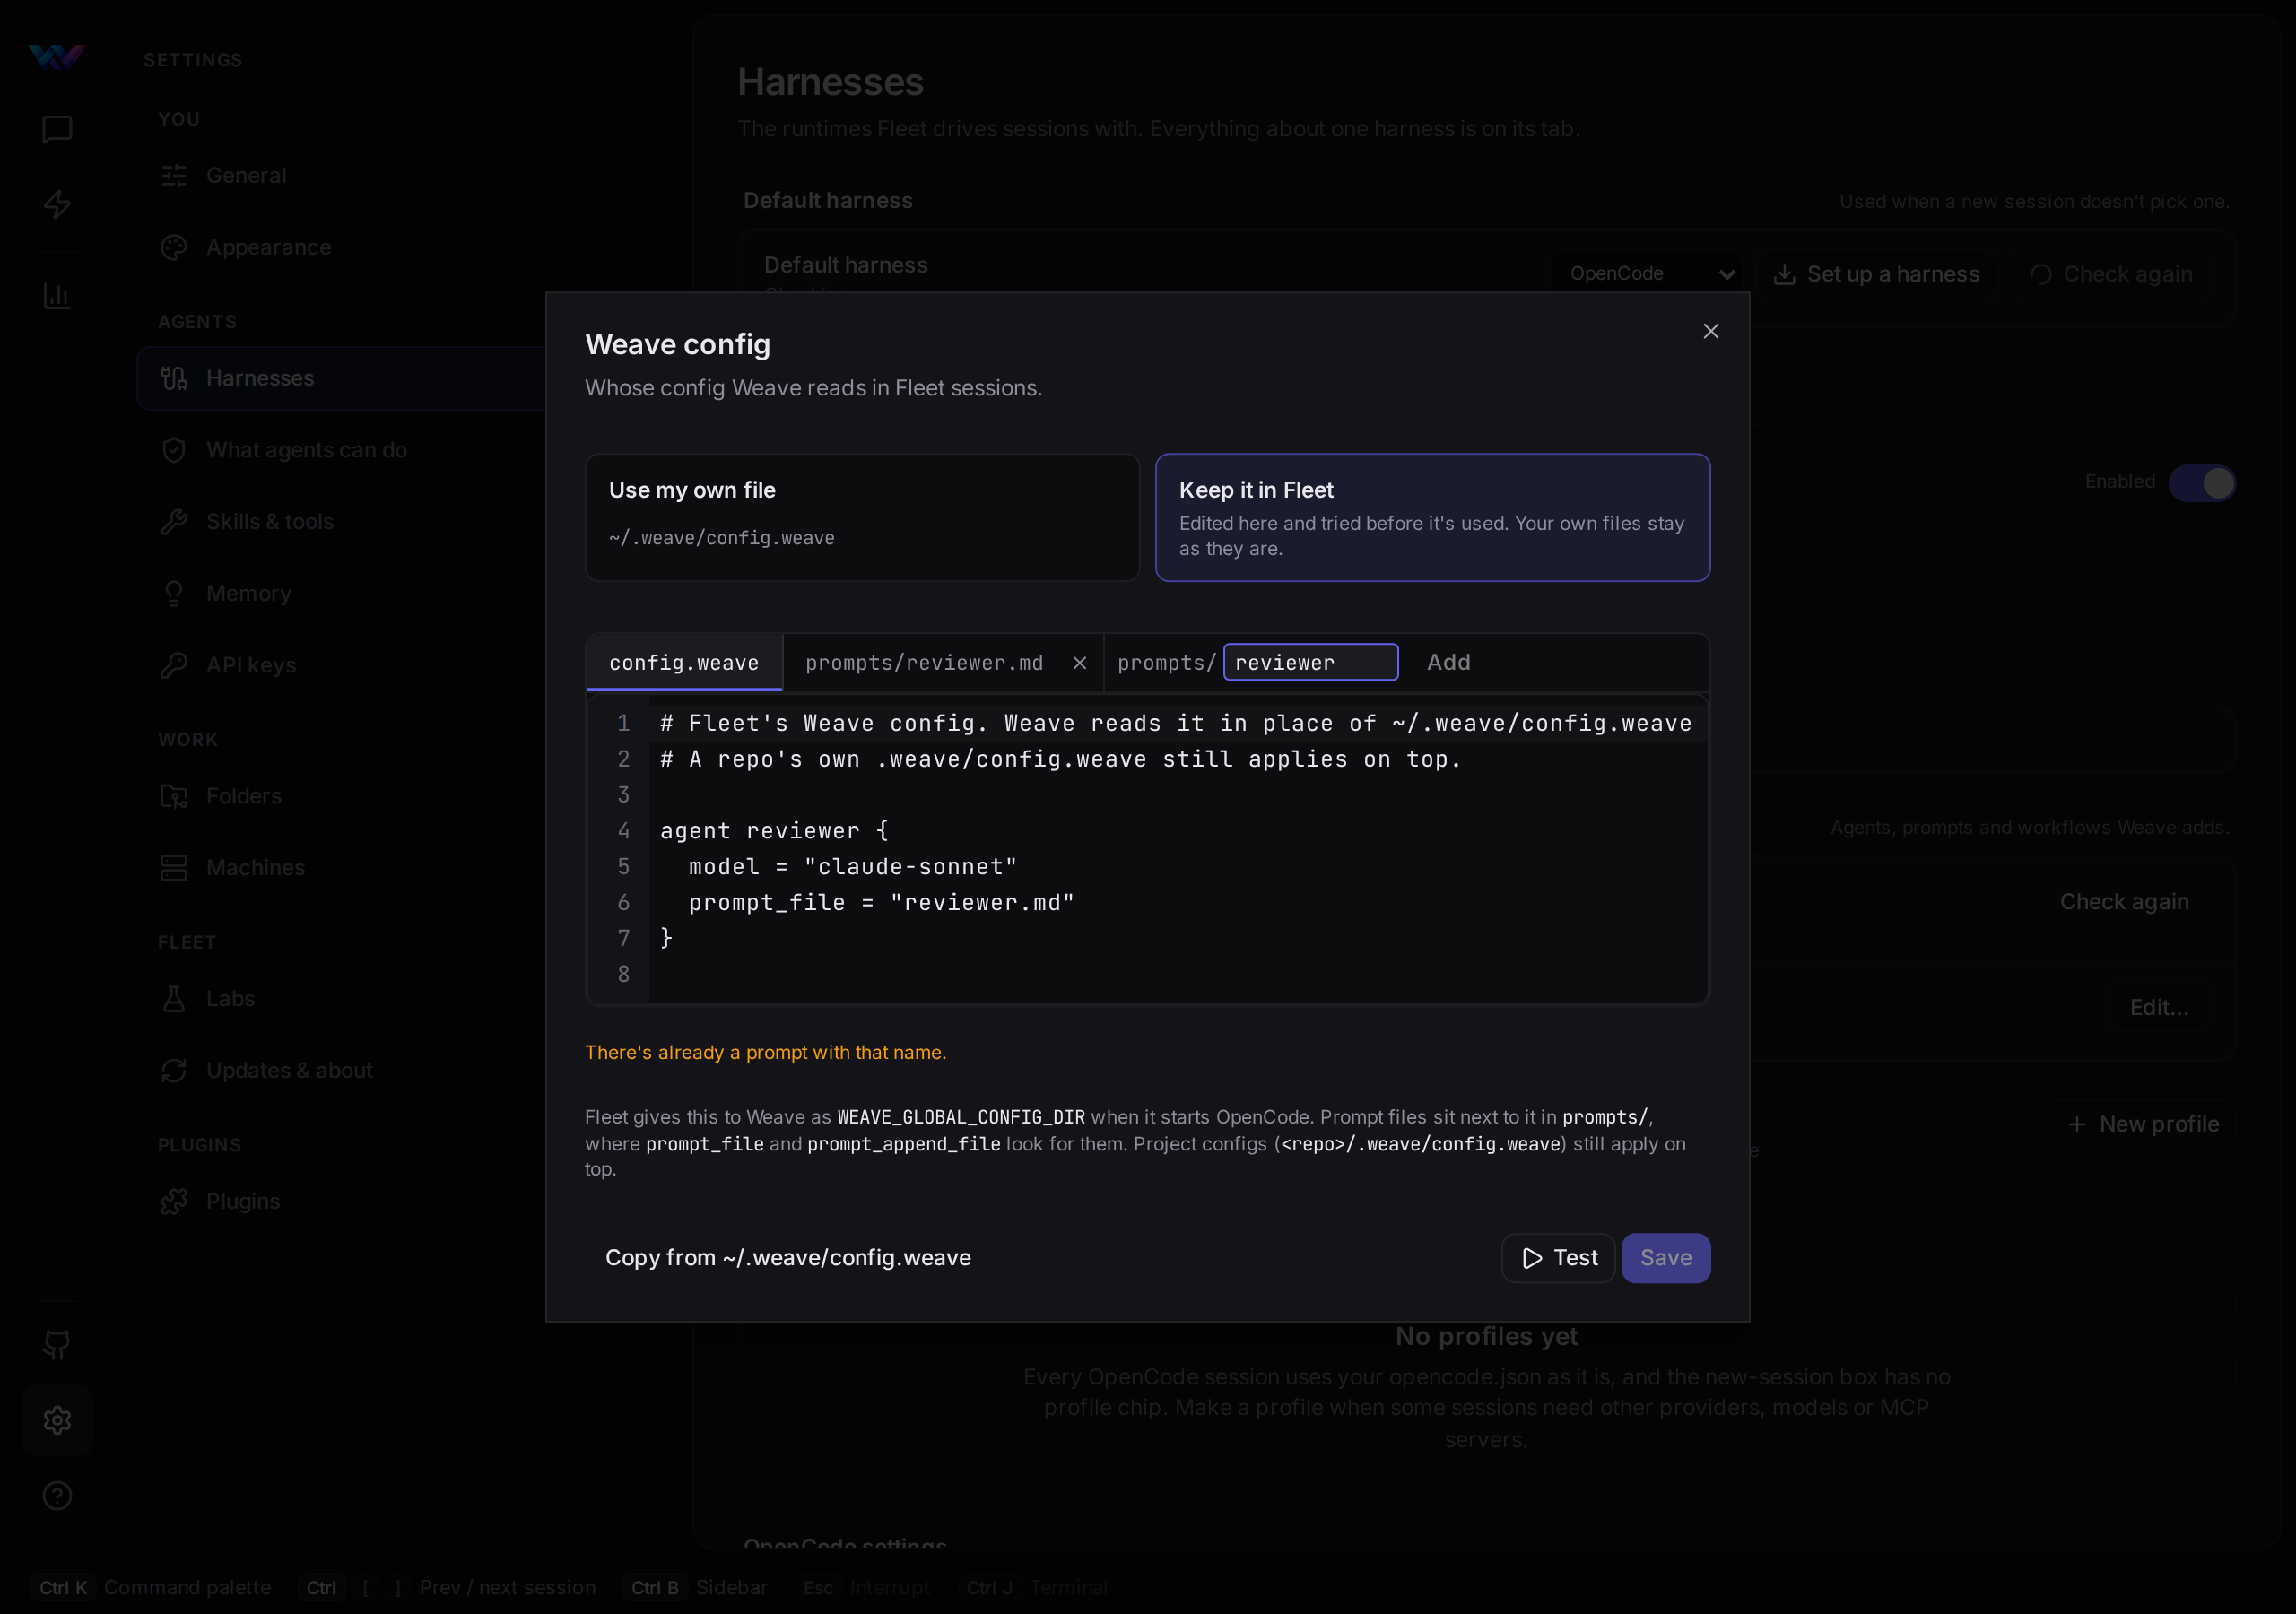 SETTINGS
YOU
General
Appearance
AGENTS
Harnesses
What agents can do
Skills & tools
Memory
API keys
WORK
Folders
Machines
FLEET
Labs
Updates & about
PLUGINS
Plugins
Harnesses
The runtimes Fleet drives sessions with. Everything about one harness is on its tab.
Default harness
Used when a new session doesn't pick one.
Default harness
OpenCode
Set up a harness
Check again
Enabled
Agents, prompts and workflows Weave adds.
Check again
Edit...
New profile
Weave config
Whose config Weave reads in Fleet sessions.
Use my own file
~/.weave/config.weave
Keep it in Fleet
Edited here and tried before it's used. Your own files stay
as they are.
config.weave
prompts/reviewer.md
prompts/ reviewer
Add
1 # Fleet's Weave config. Weave reads it in place of ~/.weave/config.weave
2 # A repo's own .weave/config.weave still applies on top.
3
4 agent reviewer {
5 model = "claude-sonnet"
6 prompt_file = "reviewer.md"
7 }
8
There's already a prompt with that name.
Fleet gives this to Weave as WEAVE_GLOBAL_CONFIG_DIR when it starts OpenCode. Prompt files sit next to it in prompts/,
where prompt_file and prompt_append_file look for them. Project configs (<repo>/.weave/config.weave) still apply on
top.
Copy from ~/.weave/config.weave
Test
Save
No profiles yet
Every OpenCode session uses your opencode.json as it is, and the new-session box has no
profile chip. Make a profile when some sessions need other providers, models or MCP
servers.
OpenCode settings
Ctrl K Command palette
Ctrl [ ] Prev / next session
Ctrl B Sidebar
Esc Interrupt
Ctrl J Terminal